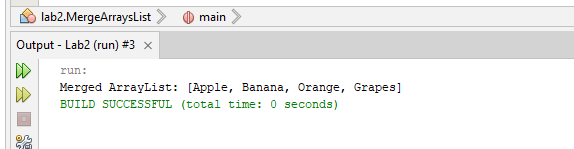 lab2.MergeArraysList main
Output - Lab2 (run) #3 ×
run:
Merged ArrayList: [Apple, Banana, Orange, Grapes]
BUILD SUCCESSFUL (total time: 0 seconds)